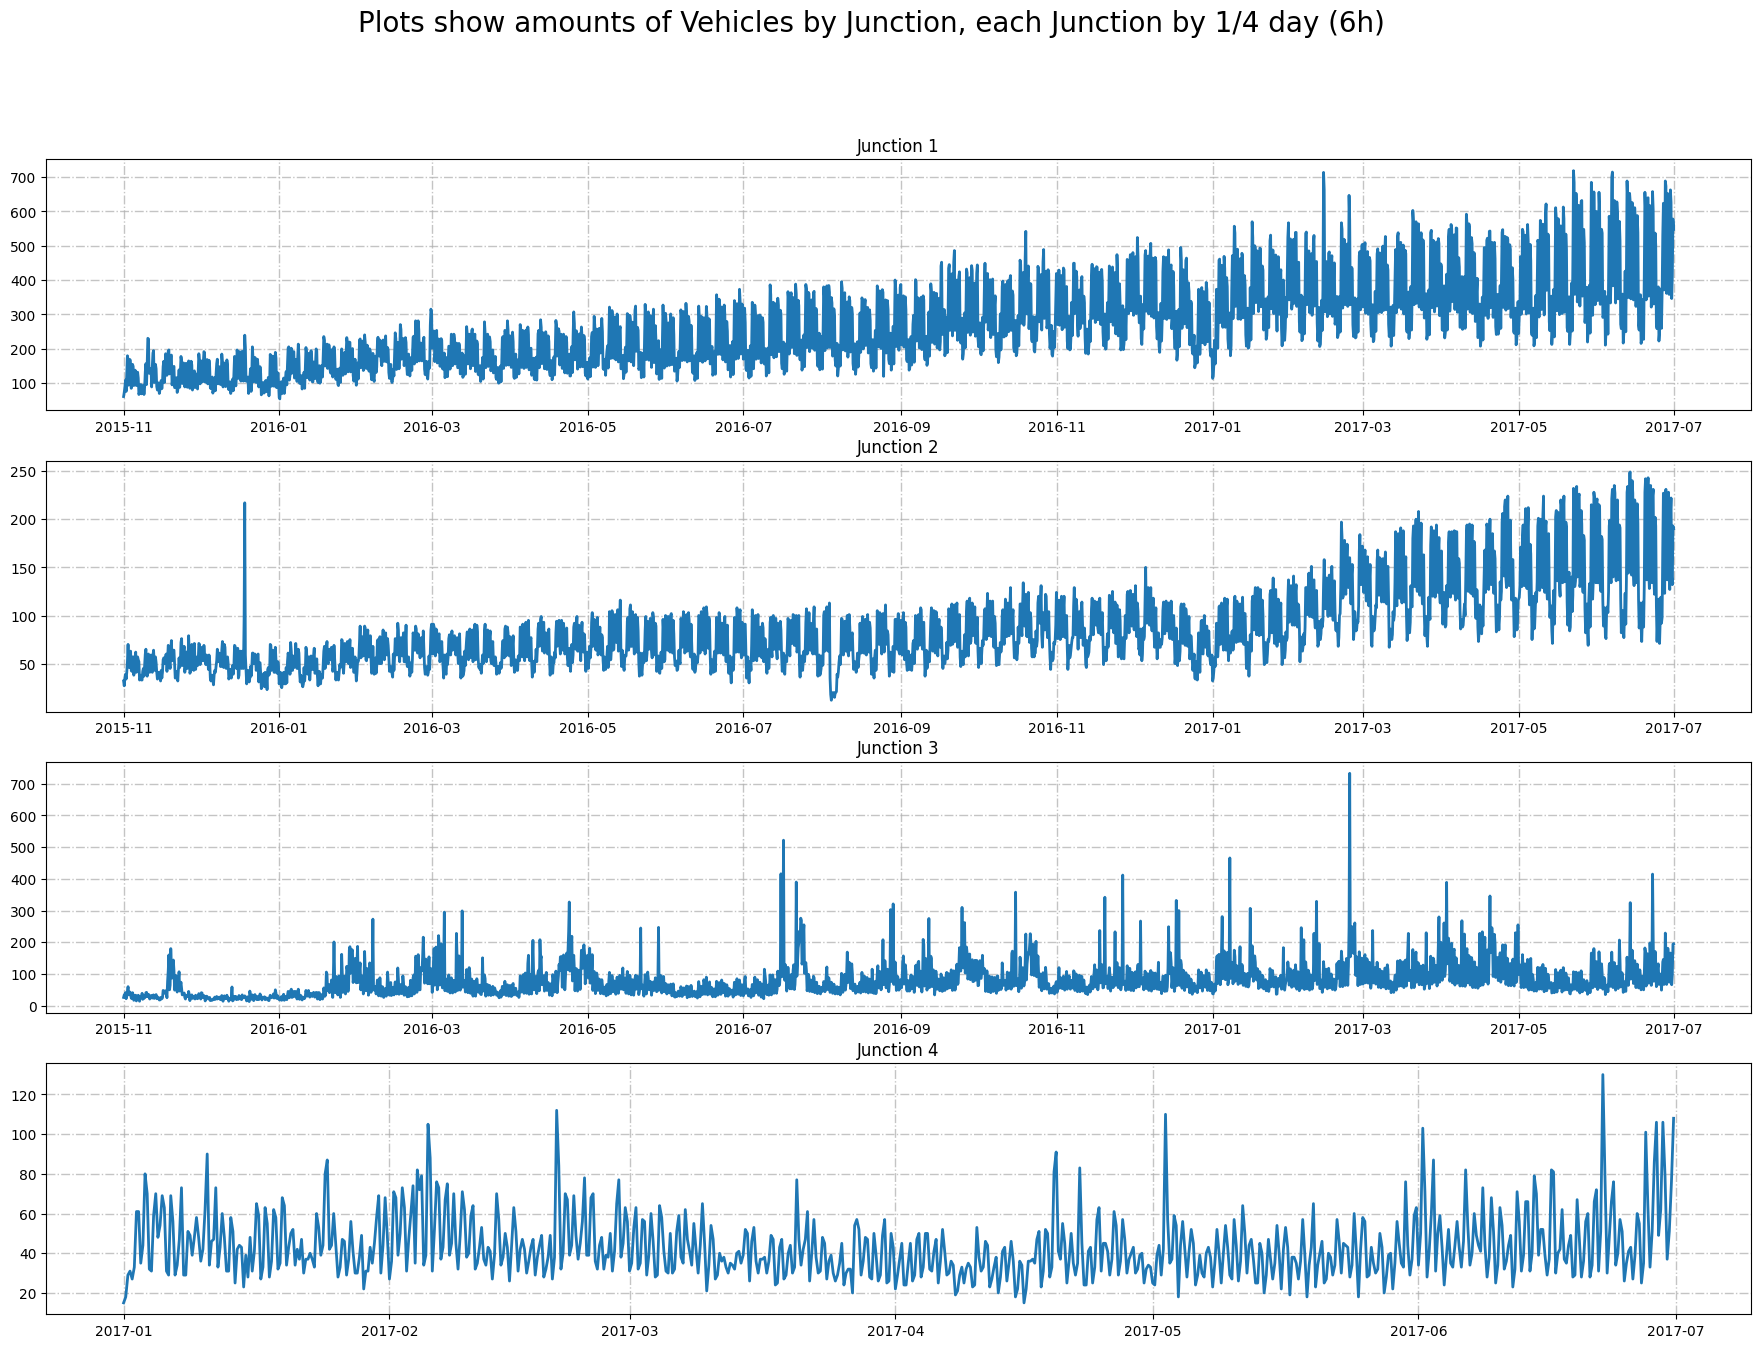 Plots show amounts of Vehicles by Junction, each Junction by 1/4 day (6h)
Junction 1
700
600
500
400
300
200
100
2015-11 2016-01 2016-03 2016-05 2016-07 2016-09 2016-11 2017-01 2017-03 2017-05 2017-07
Junction 2
250
200
150
100
50
2015-11 2016-01 2016-03 2016-05 2016-07 2016-09 2016-11 2017-01 2017-03 2017-05 2017-07
Junction 3
700
600
500
400
300
200
100
0
2015-11 2016-01 2016-03 2016-05 2016-07 2016-09 2016-11 2017-01 2017-03 2017-05 2017-07
Junction 4
120
100
80
60
40
20
2017-01 2017-02 2017-03 2017-04 2017-05 2017-06 2017-07